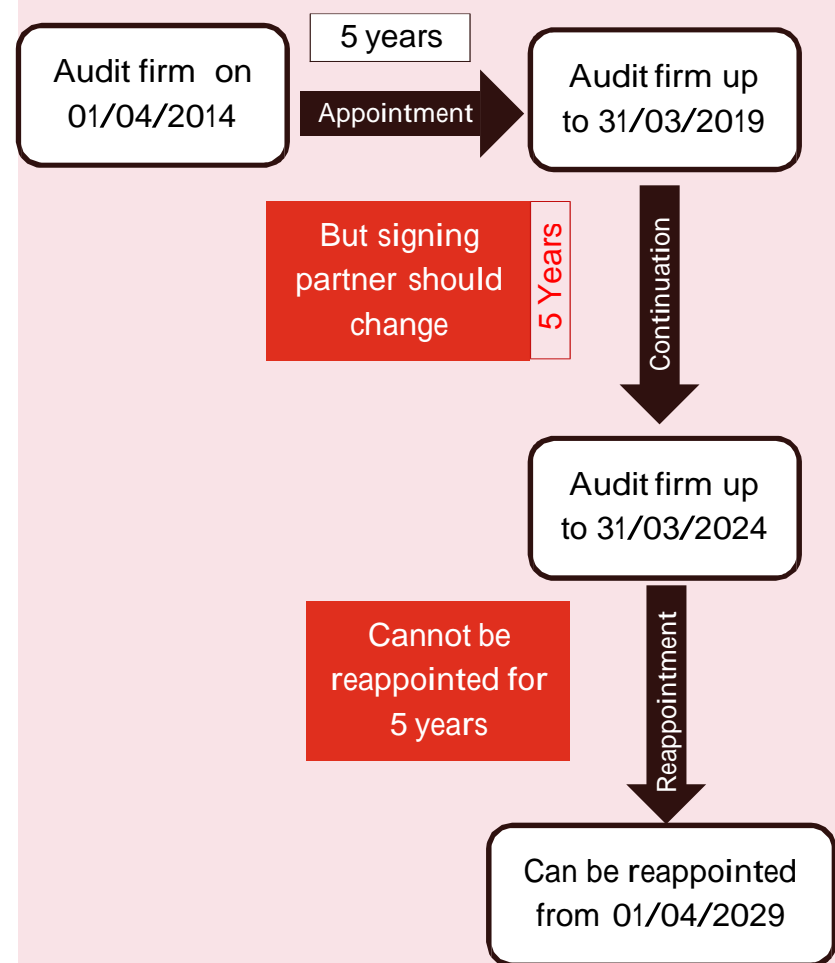 5 years
Audit firm on
01/04/2014
Appointment
Audit firm up
to 31/03/2019
But signing
partner should
change
5 Years
Continuation
Audit firm up
to 31/03/2024
Cannot be
reappointed for
5 years
Reappointment
Can be reappointed
from 01/04/2029